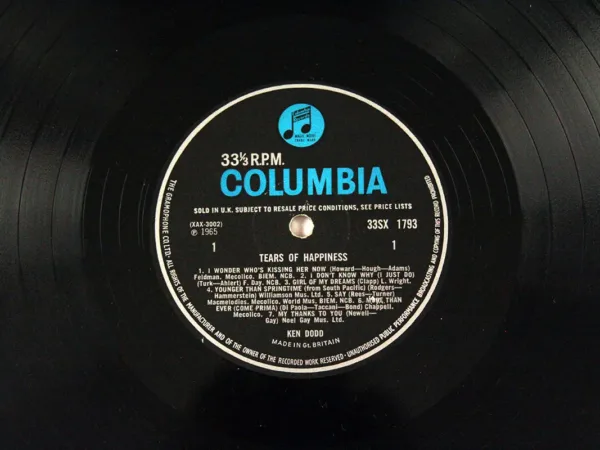 MAGIC NOTES
TRADE MARK
33⅓ R.P.M.
COLUMBIA
SOLD IN U.K. SUBJECT TO RESALE PRICE CONDITIONS, SEE PRICE LISTS
(XAX-3002)
℗ 1965
33SX 1793
1
1
TEARS OF HAPPINESS
1. I WONDER WHO'S KISSING HER NOW (Howard—Hough—Adams)
Feldman. Mecolico. BIEM. NCB. 2. I DON'T KNOW WHY (I JUST DO)
(Turk—Ahlert) F. Day. NCB. 3. GIRL OF MY DREAMS (Clapp) L. Wright.
4. YOUNGER THAN SPRINGTIME (from South Pacific) (Rodgers—
Hammerstein) Williamson Mus. Ltd. 5. SAY (Rees—Turner)
Macmelodies. Mecolico. World Mus. BIEM. NCB. 6. MORE THAN
EVER (COME PRIMA) (Di Paola—Taccani—Bond) Chappell.
Mecolico. 7. MY THANKS TO YOU (Newell—
Gay) Noel Gay Mus. Ltd.
KEN DODD
MADE IN Gt. BRITAIN
THE GRAMOPHONE CO. LTD. ALL RIGHTS OF THE MANUFACTURER AND OF THE OWNER OF THE RECORDED WORK RESERVED · UNAUTHORISED PUBLIC PERFORMANCE BROADCASTING AND COPYING OF THIS RECORD PROHIBITED